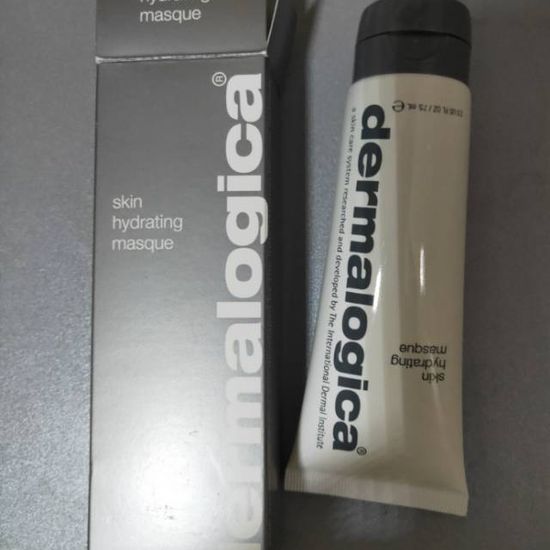 hydrating
masque
skin
hydrating
masque
dermalogica®
dermalogica®
a skin care system researched and developed by The International Dermal Institute
skin
hydrating
masque